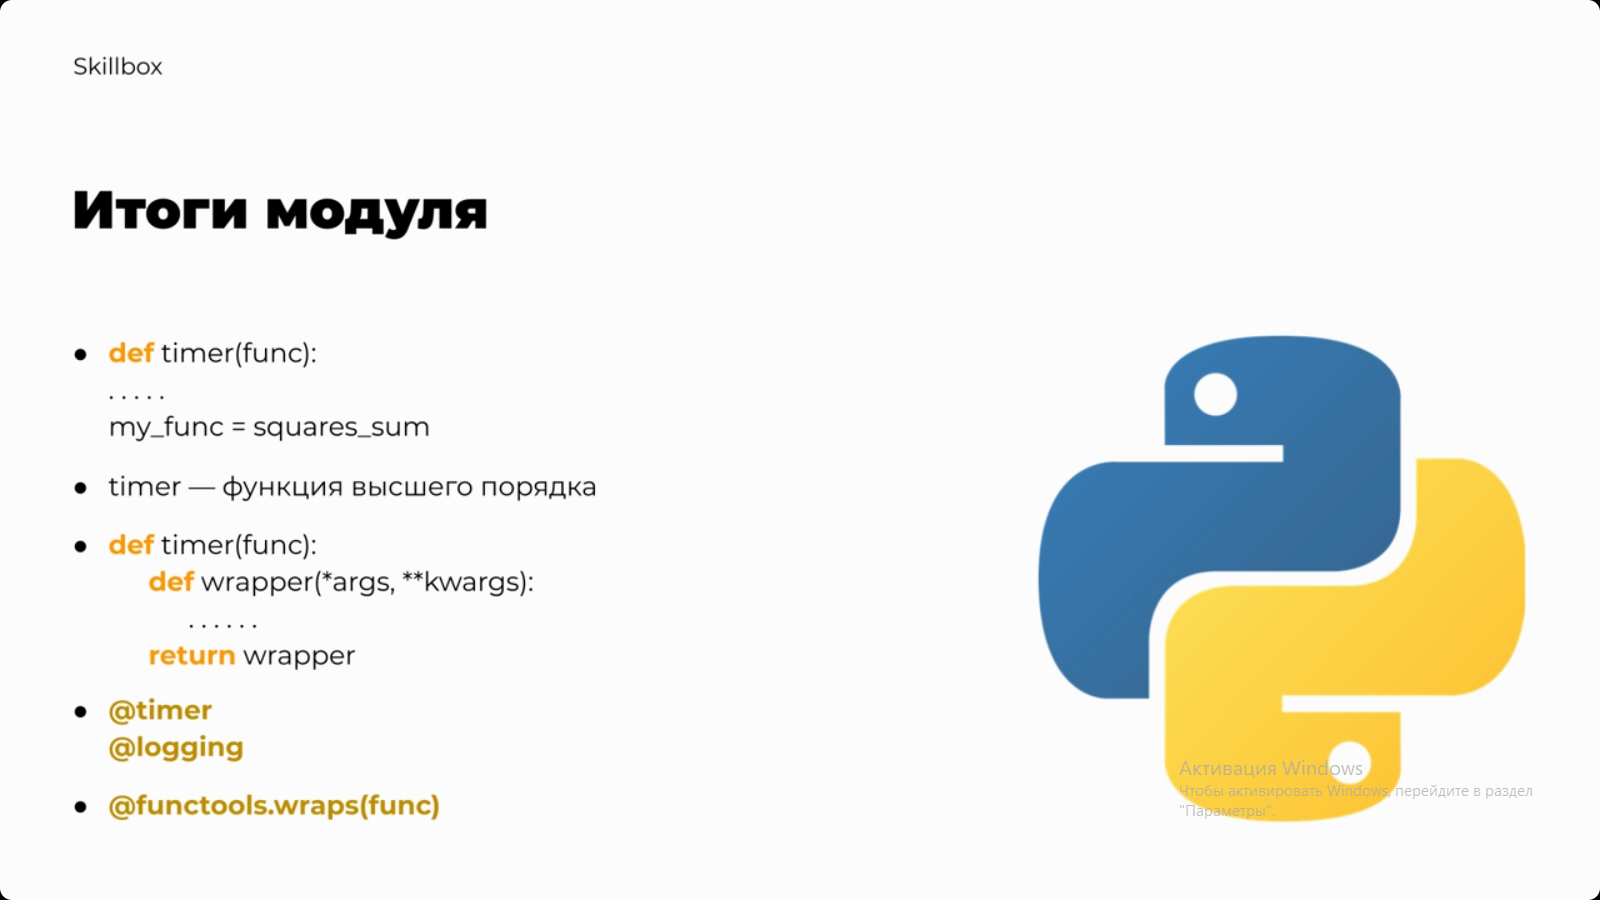 Skillbox
Итоги модуля
● def timer(func):
. . . . .
my_func = squares_sum
● timer — функция высшего порядка
● def timer(func):
def wrapper(*args, **kwargs):
. . . . . .
return wrapper
● @timer
@logging
● @functools.wraps(func)
Активация Windows
Чтобы активировать Windows, перейдите в раздел
"Параметры".